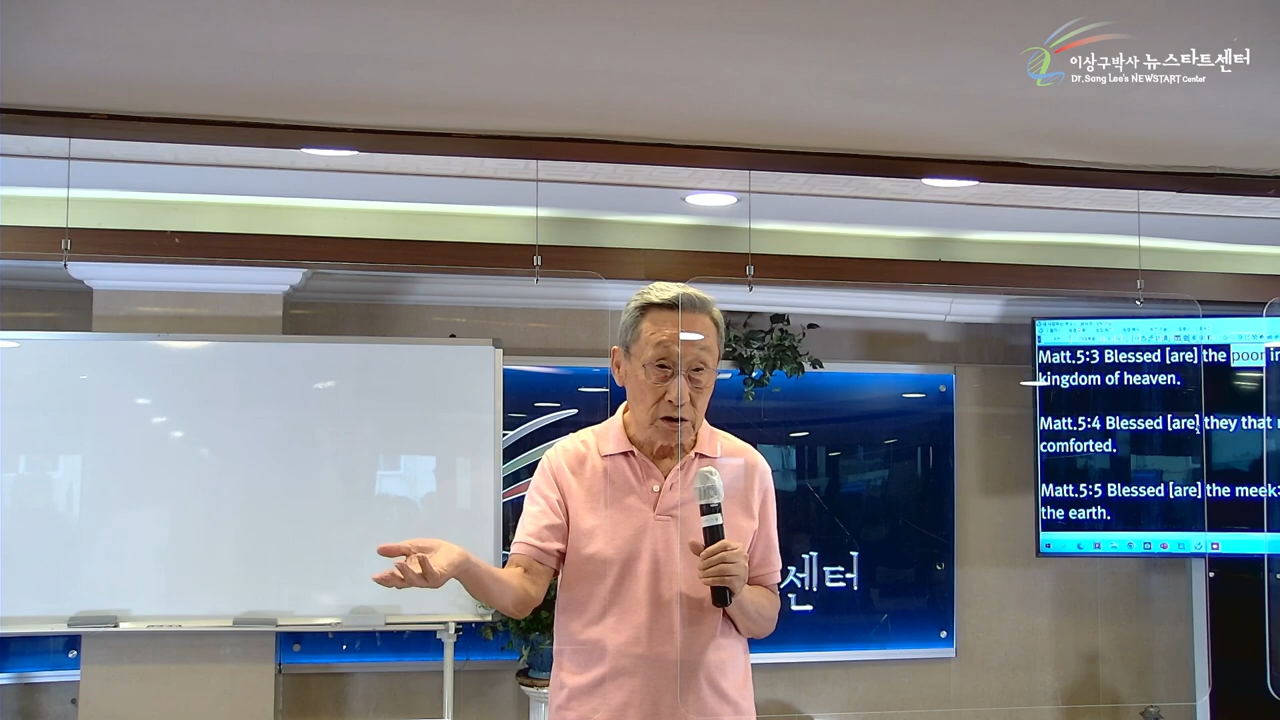 이상구박사 뉴스타트센터
Dr. Sang Lee's NEWSTART Center
Matt.5:3 Blessed [are] the poor in
kingdom of heaven.
Matt.5:4 Blessed [are] they that
comforted.
Matt.5:5 Blessed [are] the meek:
the earth.
센터